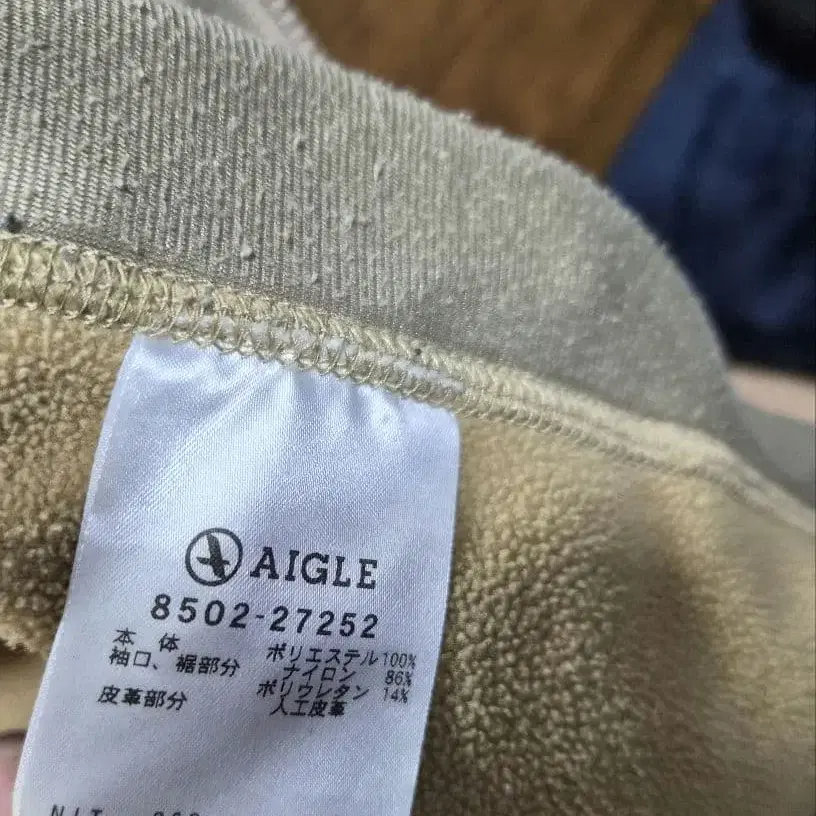 AIGLE
8502-27252
本 体 ポリエステル100%
袖口、裾部分 ナイロン 86%
ポリウレタン 14%
皮革部分 人工皮革